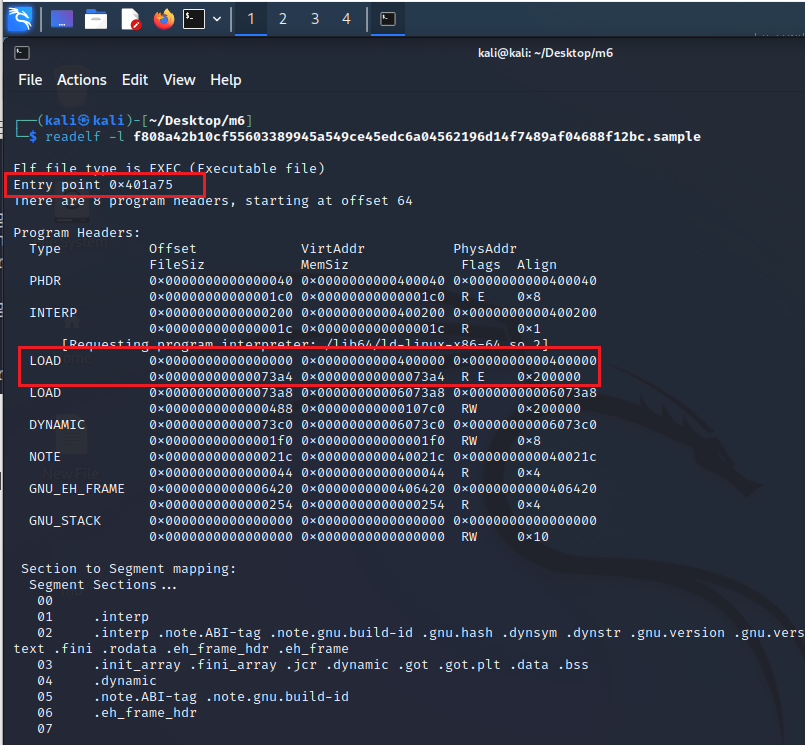 1 2 3 4
kali@kali: ~/Desktop/m6
File Actions Edit View Help
┌──(kali㉿kali)-[~/Desktop/m6]
└─$ readelf -l f808a42b10cf55603389945a549ce45edc6a04562196d14f7489af04688f12bc.sample
Elf file type is EXEC (Executable file)
Entry point 0×401a75
There are 8 program headers, starting at offset 64
Program Headers:
Type Offset VirtAddr PhysAddr
FileSiz MemSiz Flags Align
PHDR 0×0000000000000040 0×0000000000400040 0×0000000000400040
0×00000000000001c0 0×00000000000001c0 R E 0×8
INTERP 0×0000000000000200 0×0000000000400200 0×0000000000400200
0×000000000000001c 0×000000000000001c R 0×1
[Requesting program interpreter: /lib64/ld-linux-x86-64.so.2]
LOAD 0×0000000000000000 0×0000000000400000 0×0000000000400000
0×00000000000073a4 0×00000000000073a4 R E 0×200000
LOAD 0×00000000000073a8 0×00000000006073a8 0×00000000006073a8
0×0000000000000488 0×00000000000107c0 RW 0×200000
DYNAMIC 0×00000000000073c0 0×00000000006073c0 0×00000000006073c0
0×00000000000001f0 0×00000000000001f0 RW 0×8
NOTE 0×000000000000021c 0×000000000040021c 0×000000000040021c
0×0000000000000044 0×0000000000000044 R 0×4
GNU_EH_FRAME 0×0000000000006420 0×0000000000406420 0×0000000000406420
0×0000000000000254 0×0000000000000254 R 0×4
GNU_STACK 0×0000000000000000 0×0000000000000000 0×0000000000000000
0×0000000000000000 0×0000000000000000 RW 0×10
Section to Segment mapping:
Segment Sections...
00
01 .interp
02 .interp .note.ABI-tag .note.gnu.build-id .gnu.hash .dynsym .dynstr .gnu.version .gnu.vers
text .fini .rodata .eh_frame_hdr .eh_frame
03 .init_array .fini_array .jcr .dynamic .got .got.plt .data .bss
04 .dynamic
05 .note.ABI-tag .note.gnu.build-id
06 .eh_frame_hdr
07